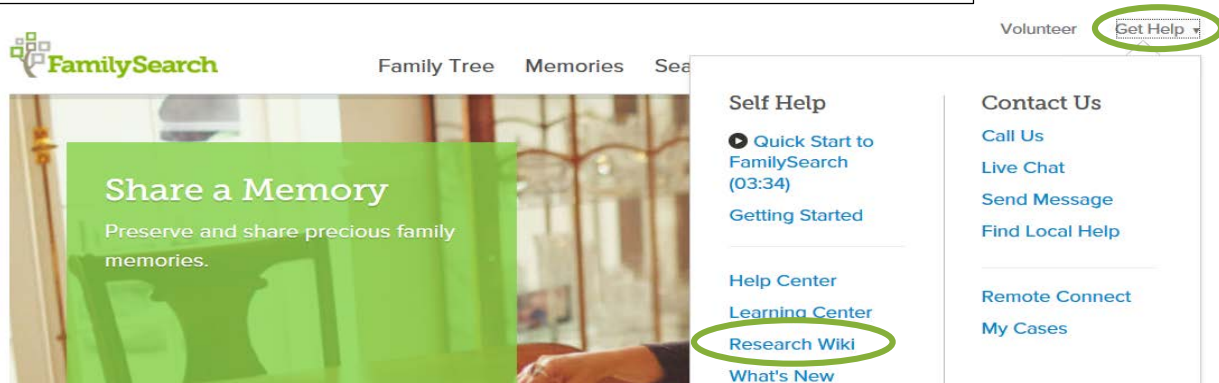 Volunteer Get Help
FamilySearch
Family Tree Memories
Self Help
Quick Start to
FamilySearch
(03:34)
Getting Started
Help Center
Learning Center
Research Wiki
What's New
Contact Us
Call Us
Live Chat
Send Message
Find Local Help
Remote Connect
My Cases
Share a Memory
Preserve and share precious family
memories.